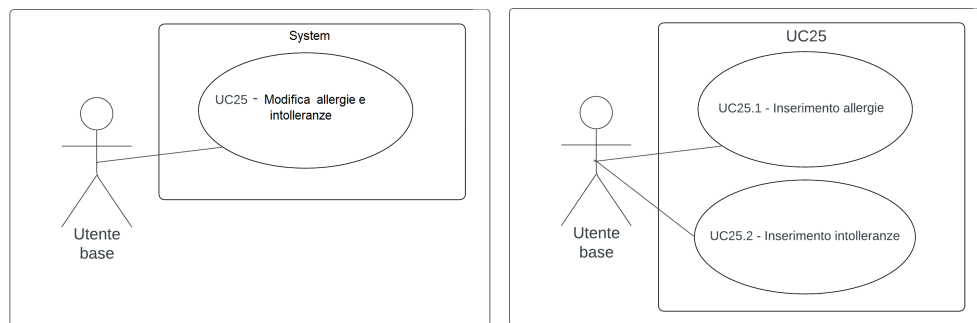 System
UC25 - Modifica allergie e
intolleranze
Utente
base
UC25
UC25.1 - Inserimento allergie
UC25.2 - Inserimento intolleranze
Utente
base